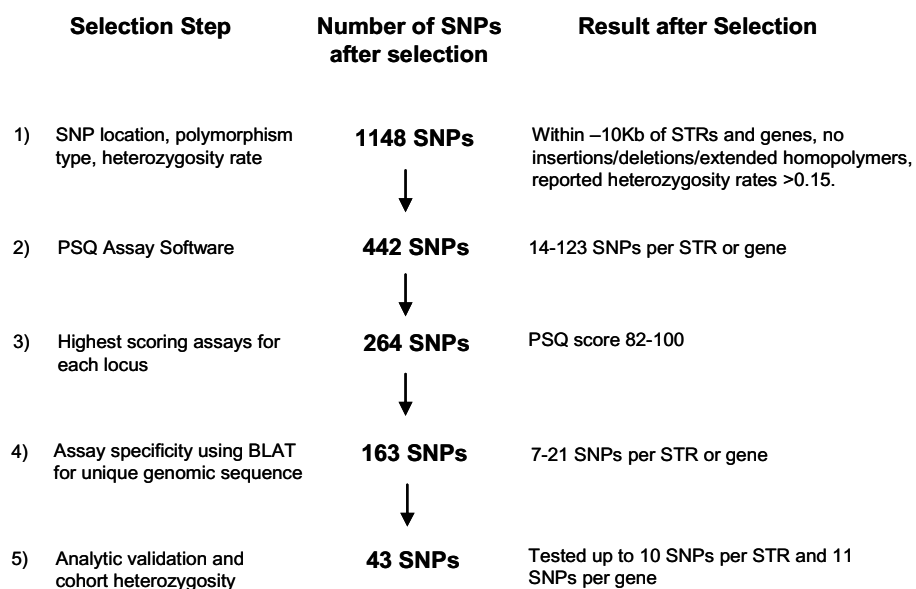 Selection Step
Number of SNPs
after selection
Result after Selection
1)
SNP location, polymorphism
type, heterozygosity rate
1148 SNPs
Within –10Kb of STRs and genes, no
insertions/deletions/extended homopolymers,
reported heterozygosity rates >0.15.
2)
PSQ Assay Software
442 SNPs
14-123 SNPs per STR or gene
3)
Highest scoring assays for
each locus
264 SNPs
PSQ score 82-100
4)
Assay specificity using BLAT
for unique genomic sequence
163 SNPs
7-21 SNPs per STR or gene
5)
Analytic validation and
cohort heterozygosity
43 SNPs
Tested up to 10 SNPs per STR and 11
SNPs per gene